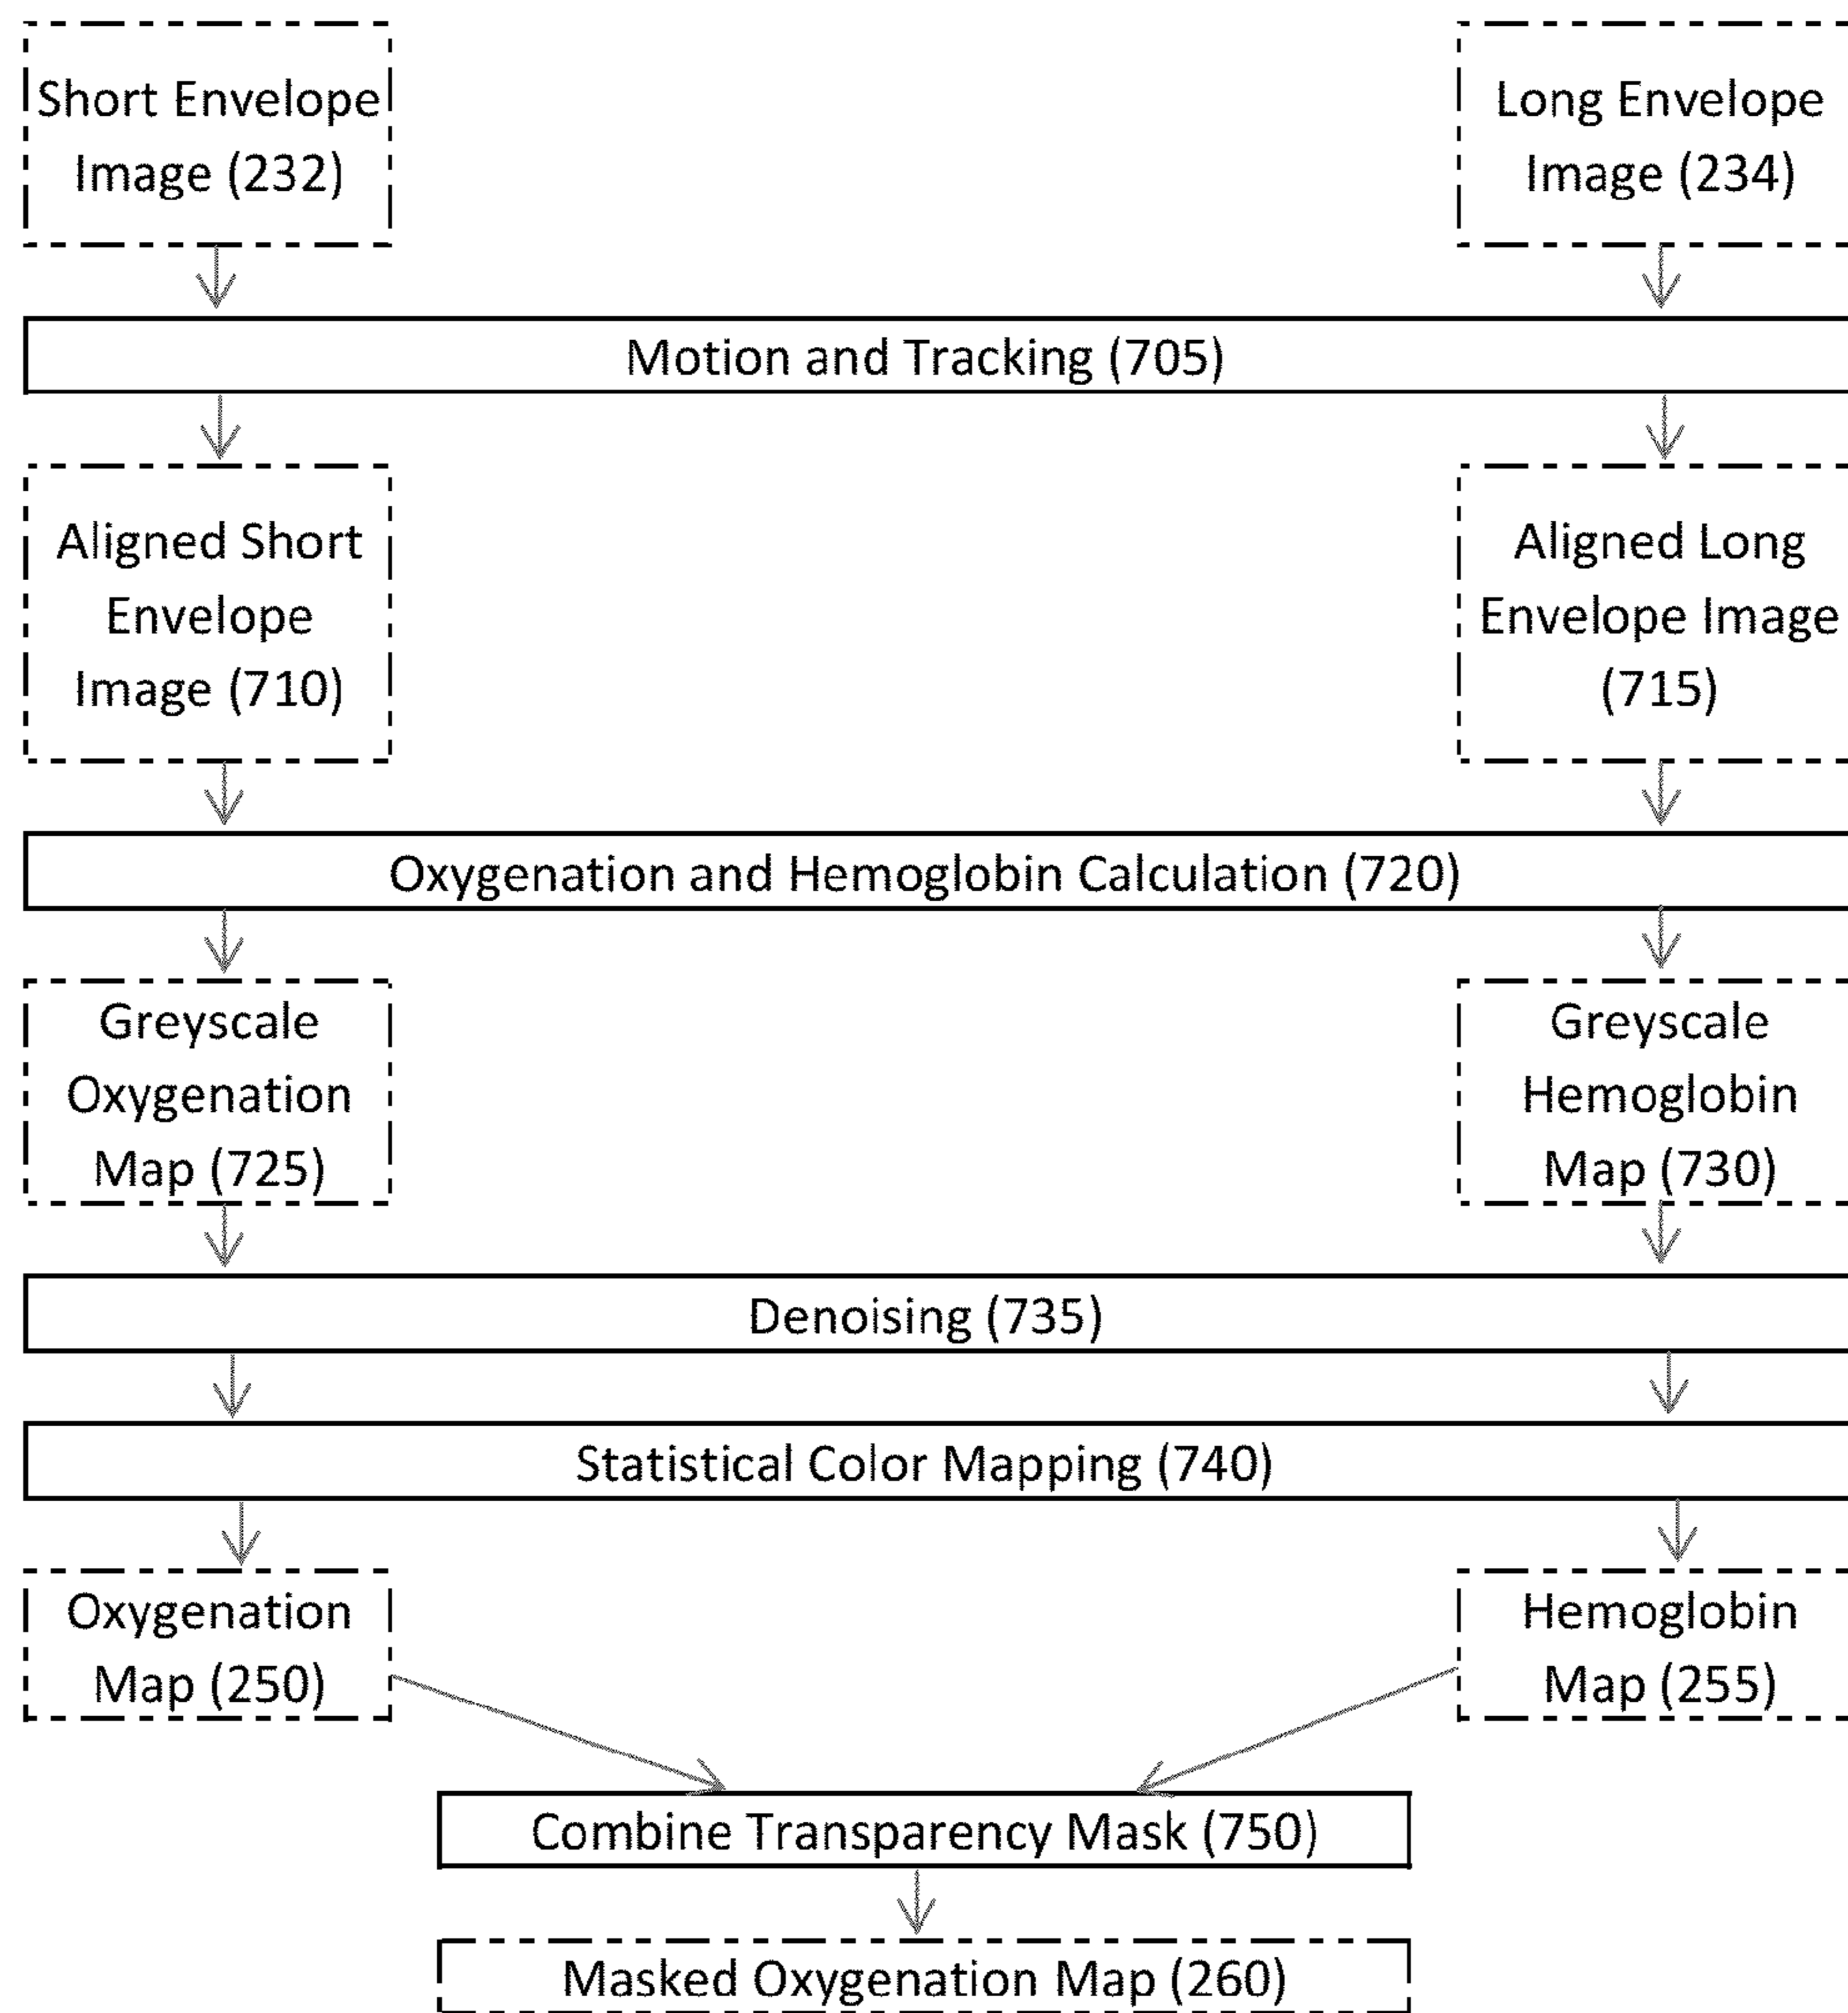 Short Envelope
Image (232)
Long Envelope
Image (234)
Motion and Tracking (705)
Aligned Short
Envelope
Image (710)
Aligned Long
Envelope Image
(715)
Oxygenation and Hemoglobin Calculation (720)
Greyscale
Oxygenation
Map (725)
Greyscale
Hemoglobin
Map (730)
Denoising (735)
Statistical Color Mapping (740)
Oxygenation
Map (250)
Hemoglobin
Map (255)
Combine Transparency Mask (750)
Masked Oxygenation Map (260)